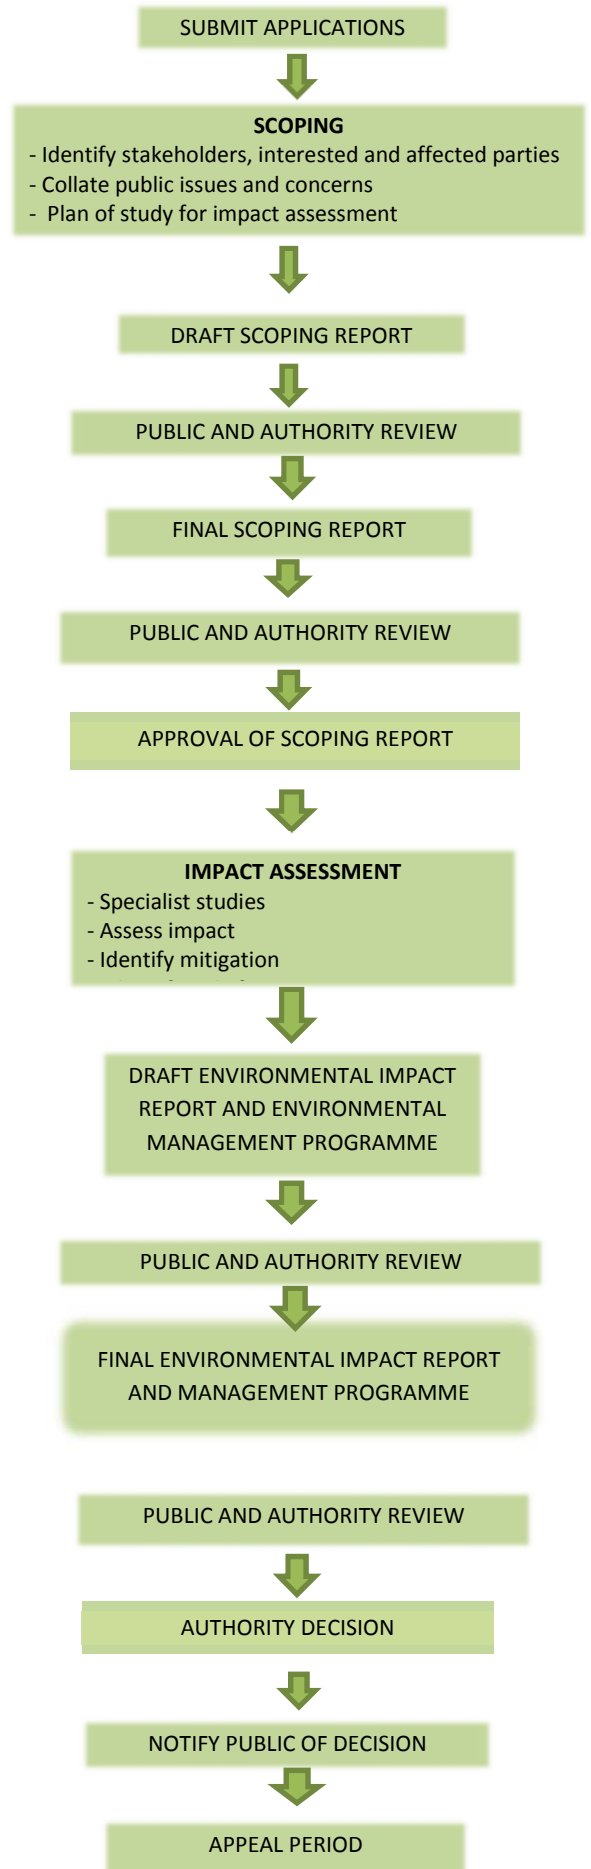 SUBMIT APPLICATIONS
SCOPING
- Identify stakeholders, interested and affected parties
- Collate public issues and concerns
- Plan of study for impact assessment
DRAFT SCOPING REPORT
PUBLIC AND AUTHORITY REVIEW
FINAL SCOPING REPORT
PUBLIC AND AUTHORITY REVIEW
APPROVAL OF SCOPING REPORT
IMPACT ASSESSMENT
- Specialist studies
- Assess impact
- Identify mitigation
DRAFT ENVIRONMENTAL IMPACT
REPORT AND ENVIRONMENTAL
MANAGEMENT PROGRAMME
PUBLIC AND AUTHORITY REVIEW
FINAL ENVIRONMENTAL IMPACT REPORT
AND MANAGEMENT PROGRAMME
PUBLIC AND AUTHORITY REVIEW
AUTHORITY DECISION
NOTIFY PUBLIC OF DECISION
APPEAL PERIOD